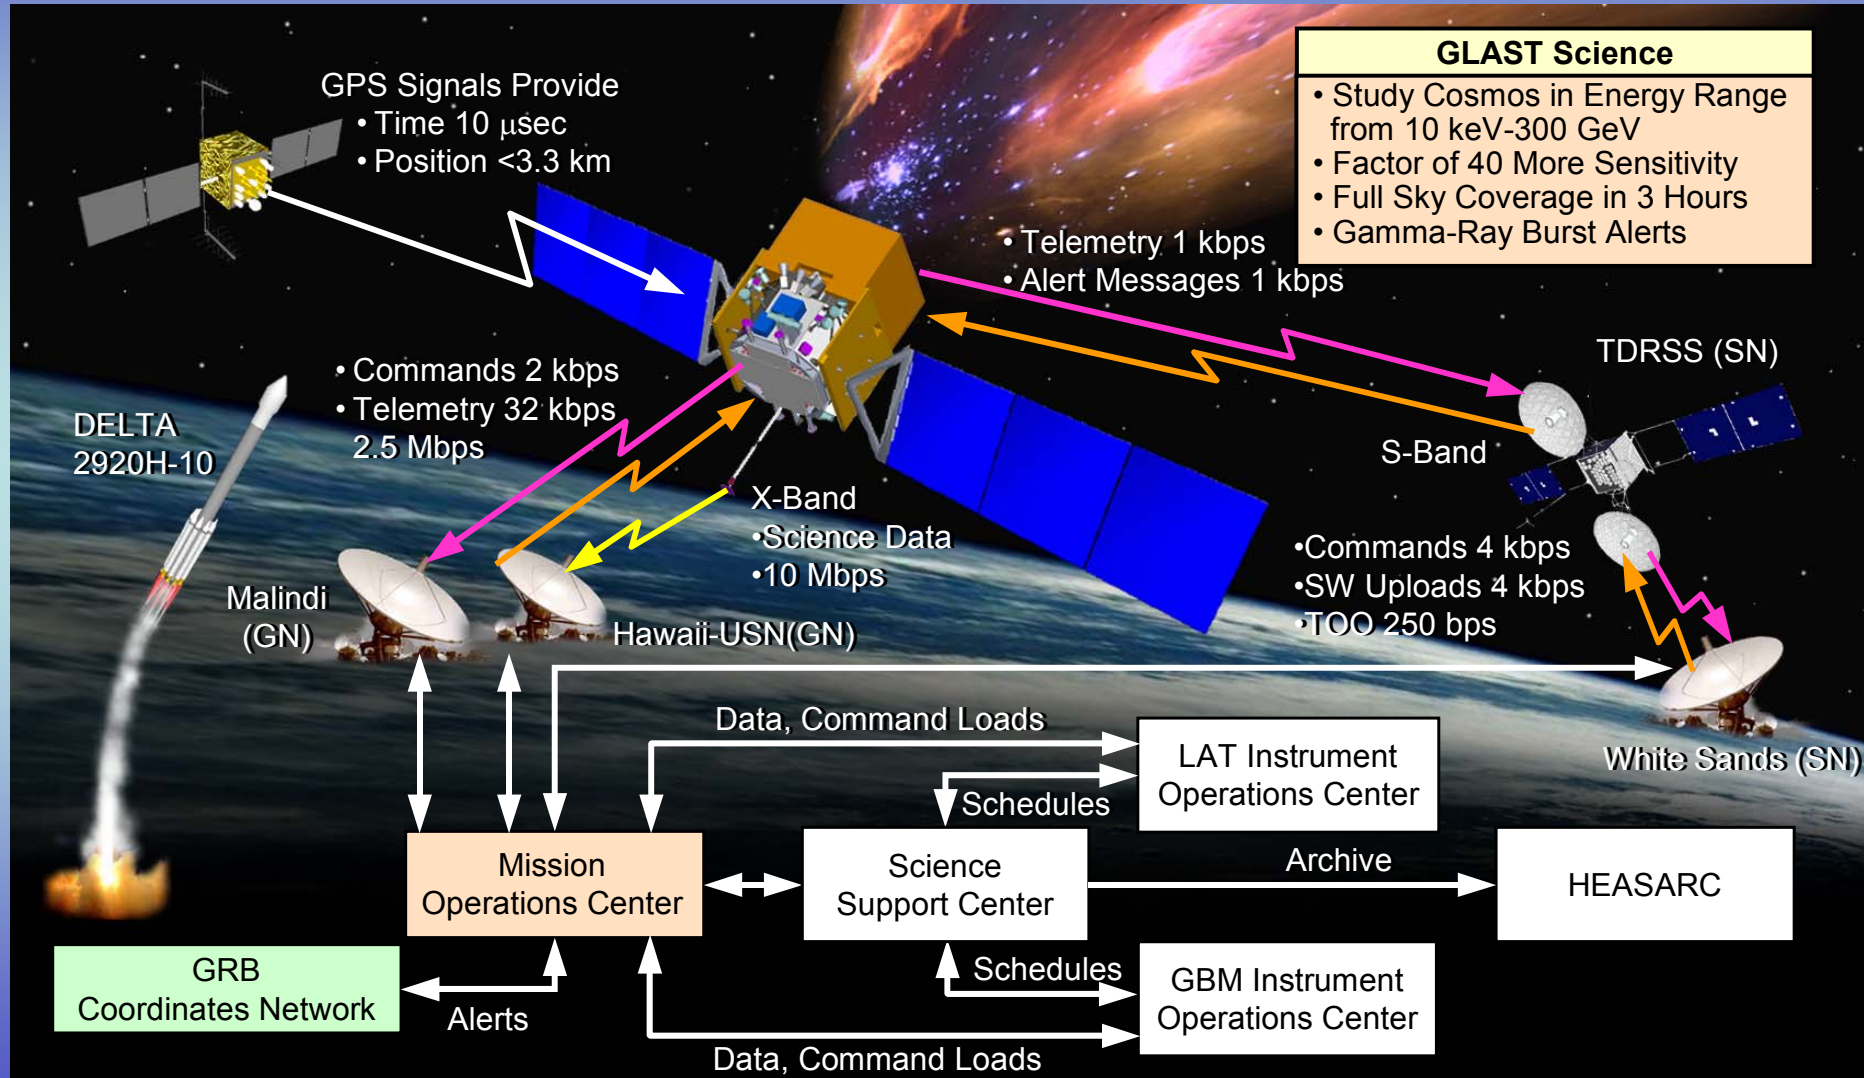 GLAST Science
• Study Cosmos in Energy Range
from 10 keV-300 GeV
• Factor of 40 More Sensitivity
• Full Sky Coverage in 3 Hours
• Gamma-Ray Burst Alerts
GPS Signals Provide
• Time 10 μsec
• Position <3.3 km
• Telemetry 1 kbps
• Alert Messages 1 kbps
TDRSS (SN)
S-Band
• Commands 2 kbps
• Telemetry 32 kbps
2.5 Mbps
DELTA
2920H-10
X-Band
•Science Data
•10 Mbps
•Commands 4 kbps
•SW Uploads 4 kbps
•TOO 250 bps
Malindi
(GN)
Hawaii-USN(GN)
White Sands (SN)
Data, Command Loads
LAT Instrument
Operations Center
Schedules
Mission
Operations Center
Science
Support Center
Archive
HEASARC
GRB
Coordinates Network
Alerts
Schedules
GBM Instrument
Operations Center
Data, Command Loads